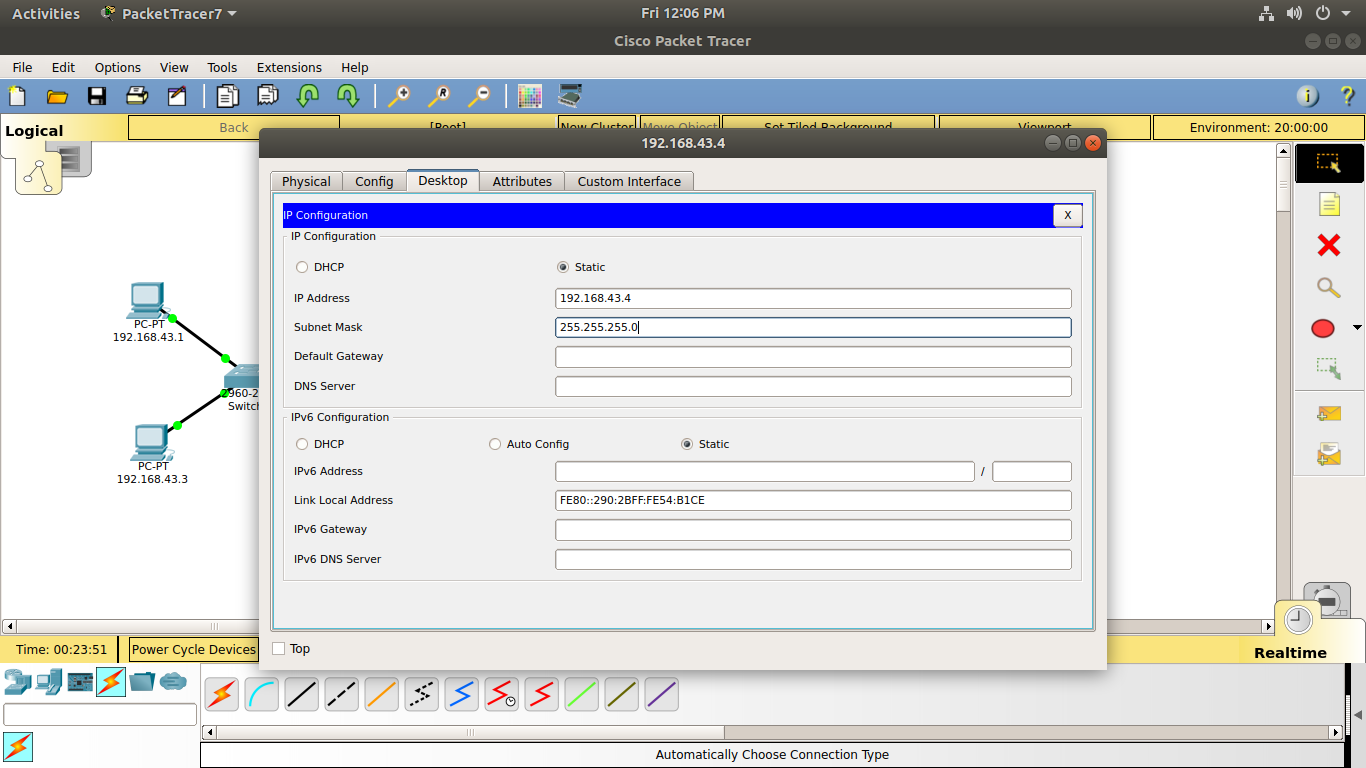 Activities PacketTracer7 Fri 12:06 PM
Cisco Packet Tracer
File Edit Options View Tools Extensions Help
Logical Back [Root] New Cluster Move Object Set Tiled Background Viewport Environment: 20:00:00
192.168.43.4
Physical Config Desktop Attributes Custom Interface
IP Configuration X
IP Configuration
DHCP Static
IP Address 192.168.43.4
Subnet Mask 255.255.255.0
Default Gateway
DNS Server
IPv6 Configuration
DHCP Auto Config Static
IPv6 Address /
Link Local Address FE80::290:2BFF:FE54:B1CE
IPv6 Gateway
IPv6 DNS Server
Top
PC-PT
192.168.43.1
2960-2
Switch
PC-PT
192.168.43.3
Time: 00:23:51 Power Cycle Devices
Realtime
Automatically Choose Connection Type